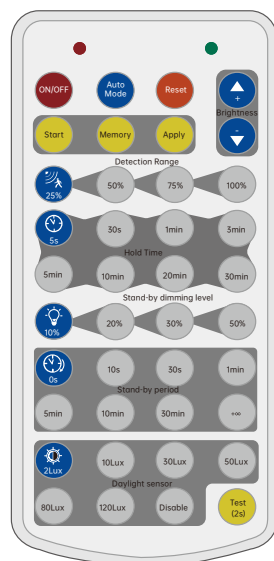 ON/OFF
Auto
Mode
Reset
+
Brightness
-
Start
Memory
Apply
Detection Range
25%
50%
75%
100%
5s
30s
1min
3min
Hold Time
5min
10min
20min
30min
Stand-by dimming level
10%
20%
30%
50%
0s
10s
30s
1min
Stand-by period
5min
10min
30min
+∞
2Lux
10Lux
30Lux
50Lux
Daylight sensor
80Lux
120Lux
Disable
Test
(2s)